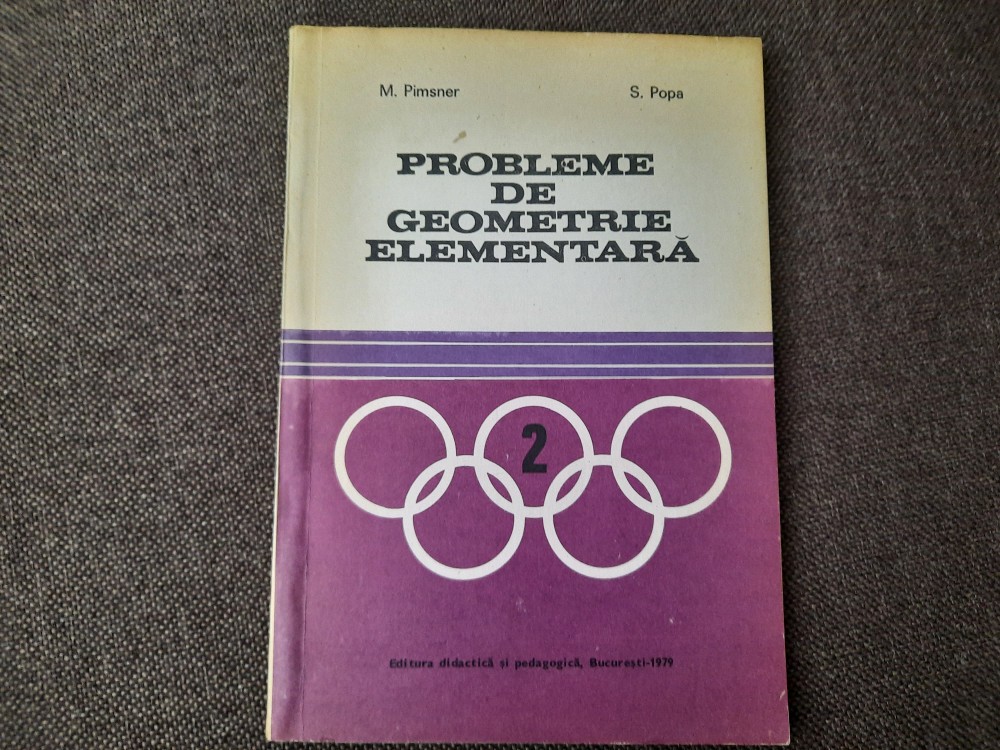 M. Pimsner S. Popa
PROBLEME
DE
GEOMETRIE
ELEMENTARĂ
2
Editura didactică și pedagogică, București-1979